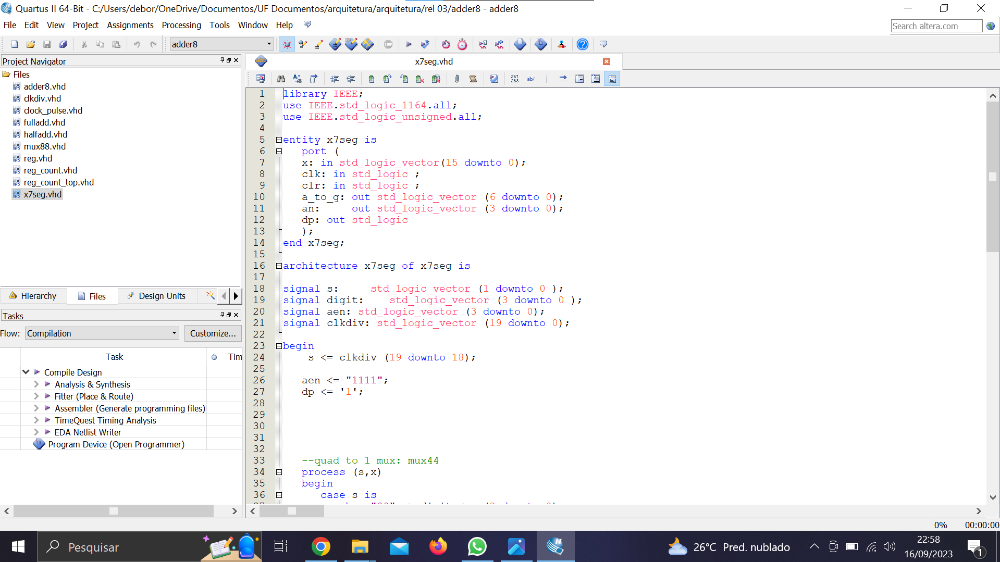 Quartus II 64-Bit - C:/Users/debor/OneDrive/Documentos/UF Documentos/arquitetura/arquitetura/rel 03/adder8 - adder8
File Edit View Project Assignments Processing Tools Window Help
Search altera.com
adder8
Project Navigator
Files
adder8.vhd
clkdiv.vhd
clock_pulse.vhd
fulladd.vhd
halfadd.vhd
mux88.vhd
reg.vhd
reg_count.vhd
reg_count_top.vhd
x7seg.vhd
Hierarchy Files Design Units
Tasks
Flow: Compilation Customize...
Task Tim
Compile Design
Analysis & Synthesis
Fitter (Place & Route)
Assembler (Generate programming files)
TimeQuest Timing Analysis
EDA Netlist Writer
Program Device (Open Programmer)
x7seg.vhd
267
268
ab/
1 library IEEE;
2 use IEEE.std_logic_1164.all;
3 use IEEE.std_logic_unsigned.all;
4
5 entity x7seg is
6 port (
7 x: in std_logic_vector(15 downto 0);
8 clk: in std_logic ;
9 clr: in std_logic ;
10 a_to_g: out std_logic_vector (6 downto 0);
11 an: out std_logic_vector (3 downto 0);
12 dp: out std_logic
13 );
14 end x7seg;
15
16 architecture x7seg of x7seg is
17
18 signal s: std_logic_vector (1 downto 0 );
19 signal digit: std_logic_vector (3 downto 0 );
20 signal aen: std_logic_vector (3 downto 0);
21 signal clkdiv: std_logic_vector (19 downto 0);
22
23 begin
24 s <= clkdiv (19 downto 18);
25
26 aen <= "1111";
27 dp <= '1';
28
29
30
31
32
33 --quad to 1 mux: mux44
34 process (s,x)
35 begin
36 case s is
0% 00:00:00
Pesquisar
26°C Pred. nublado
22:58
16/09/2023
1